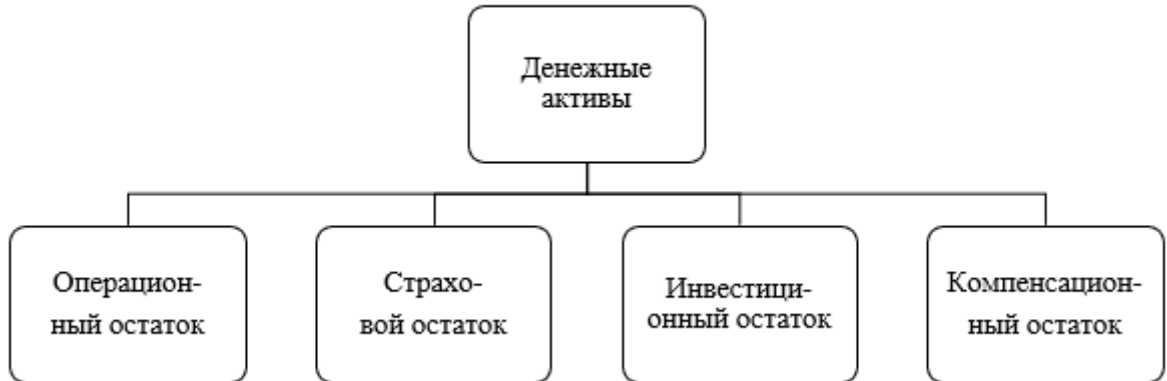 Денежные
активы
Операцион-
ный остаток
Страхо-
вой остаток
Инвестици-
онный остаток
Компенсацион-
ный остаток